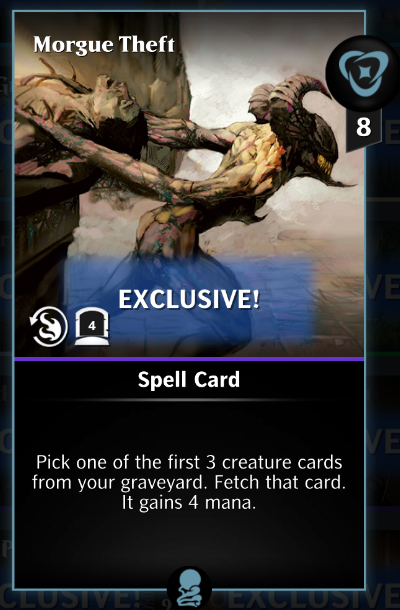 Morgue Theft
8
EXCLUSIVE!
4
Spell Card
Pick one of the first 3 creature cards
from your graveyard. Fetch that card.
It gains 4 mana.
EXCLUSIVE!